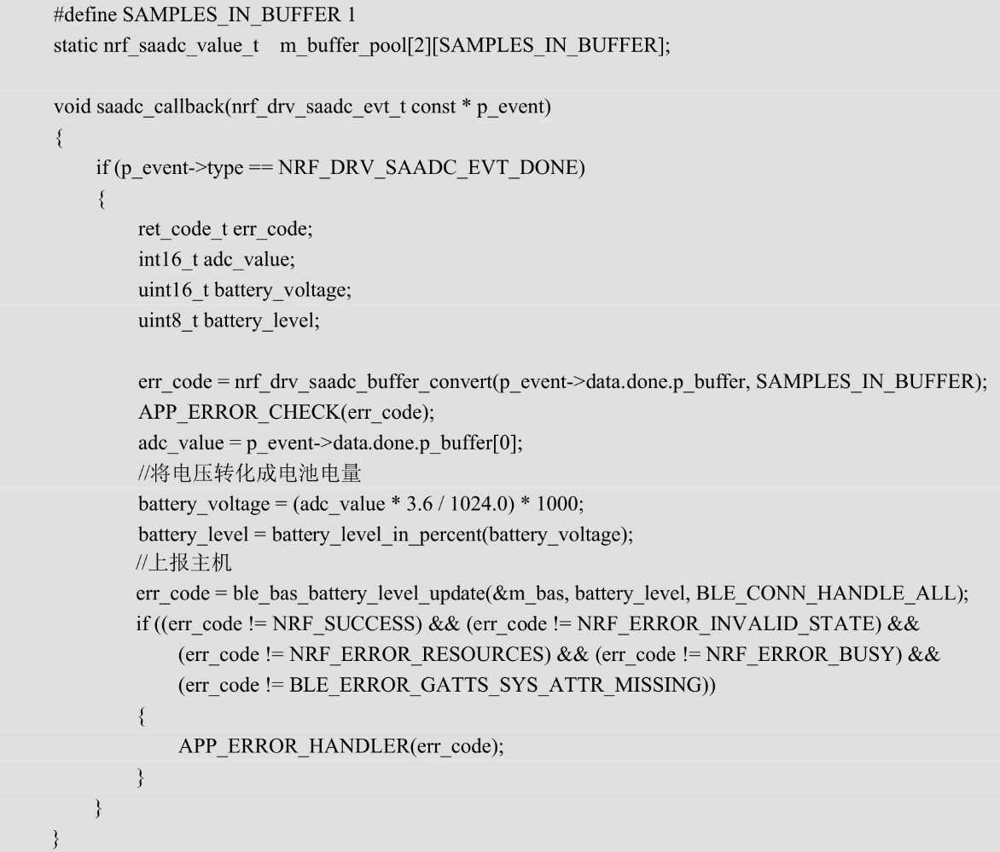 #define SAMPLES_IN_BUFFER 1
static nrf_saadc_value_t   m_buffer_pool[2][SAMPLES_IN_BUFFER];

void saadc_callback(nrf_drv_saadc_evt_t const * p_event)
{
    if (p_event->type == NRF_DRV_SAADC_EVT_DONE)
    {
        ret_code_t err_code;
        int16_t adc_value;
        uint16_t battery_voltage;
        uint8_t battery_level;

        err_code = nrf_drv_saadc_buffer_convert(p_event->data.done.p_buffer, SAMPLES_IN_BUFFER);
        APP_ERROR_CHECK(err_code);
        adc_value = p_event->data.done.p_buffer[0];
        //将电压转化成电池电量
        battery_voltage = (adc_value * 3.6 / 1024.0) * 1000;
        battery_level = battery_level_in_percent(battery_voltage);
        //上报主机
        err_code = ble_bas_battery_level_update(&m_bas, battery_level, BLE_CONN_HANDLE_ALL);
        if ((err_code != NRF_SUCCESS) && (err_code != NRF_ERROR_INVALID_STATE) &&
            (err_code != NRF_ERROR_RESOURCES) && (err_code != NRF_ERROR_BUSY) &&
            (err_code != BLE_ERROR_GATTS_SYS_ATTR_MISSING))
        {
            APP_ERROR_HANDLER(err_code);
        }
    }
}